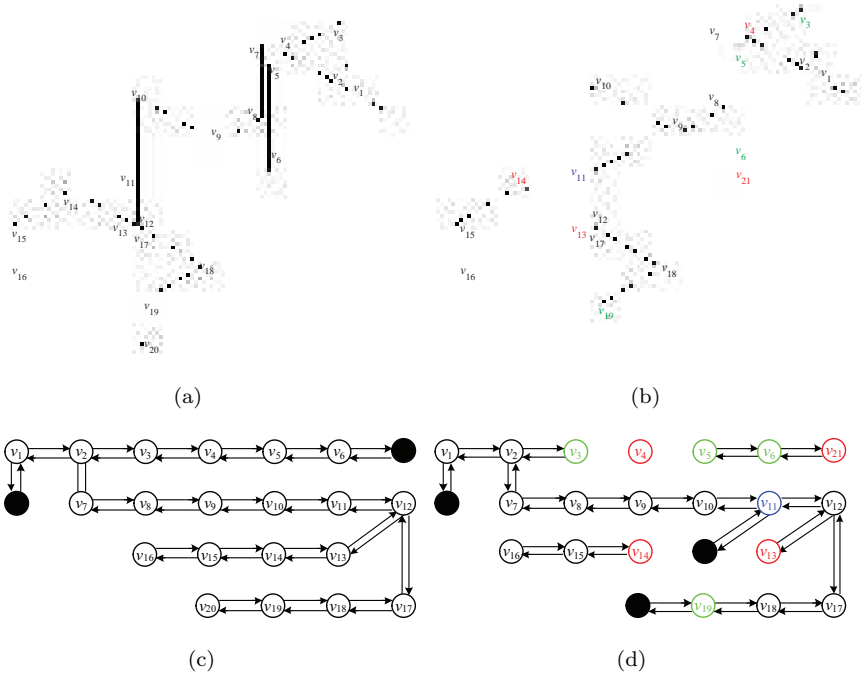 v3
v4
v7
v5
v2
v1
v10
v8
v9
v6
v11
v14
v12
v13
v15
v17
v16
v18
v19
v20
(a)
v3
v4
v7
v5
v2
v1
v10
v8
v9
v6
v11
v14
v21
v12
v13
v15
v17
v16
v18
v19
(b)
v1 v2 v3 v4 v5 v6
v7 v8 v9 v10 v11 v12
v16 v15 v14 v13
v20 v19 v18 v17
(c)
v1 v2 v3 v4 v5 v6 v21
v7 v8 v9 v10 v11 v12
v16 v15 v14 v13
v19 v18 v17
(d)